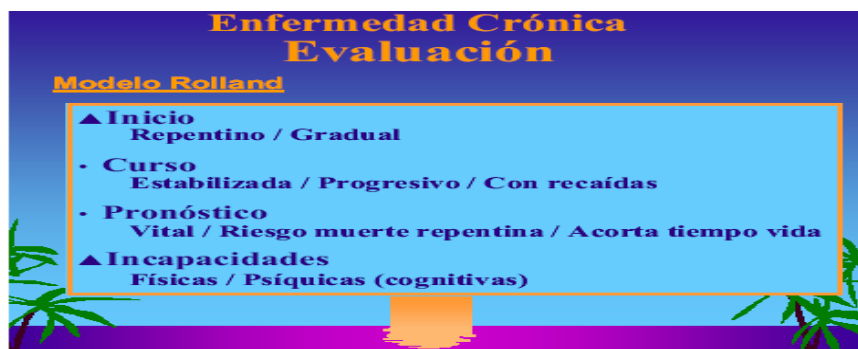 Enfermedad Crónica
Evaluación
Modelo Rolland
▲Inicio
Repentino / Gradual
• Curso
Estabilizada / Progresivo / Con recaídas
• Pronóstico
Vital / Riesgo muerte repentina / Acorta tiempo vida
▲Incapacidades
Físicas / Psíquicas (cognitivas)